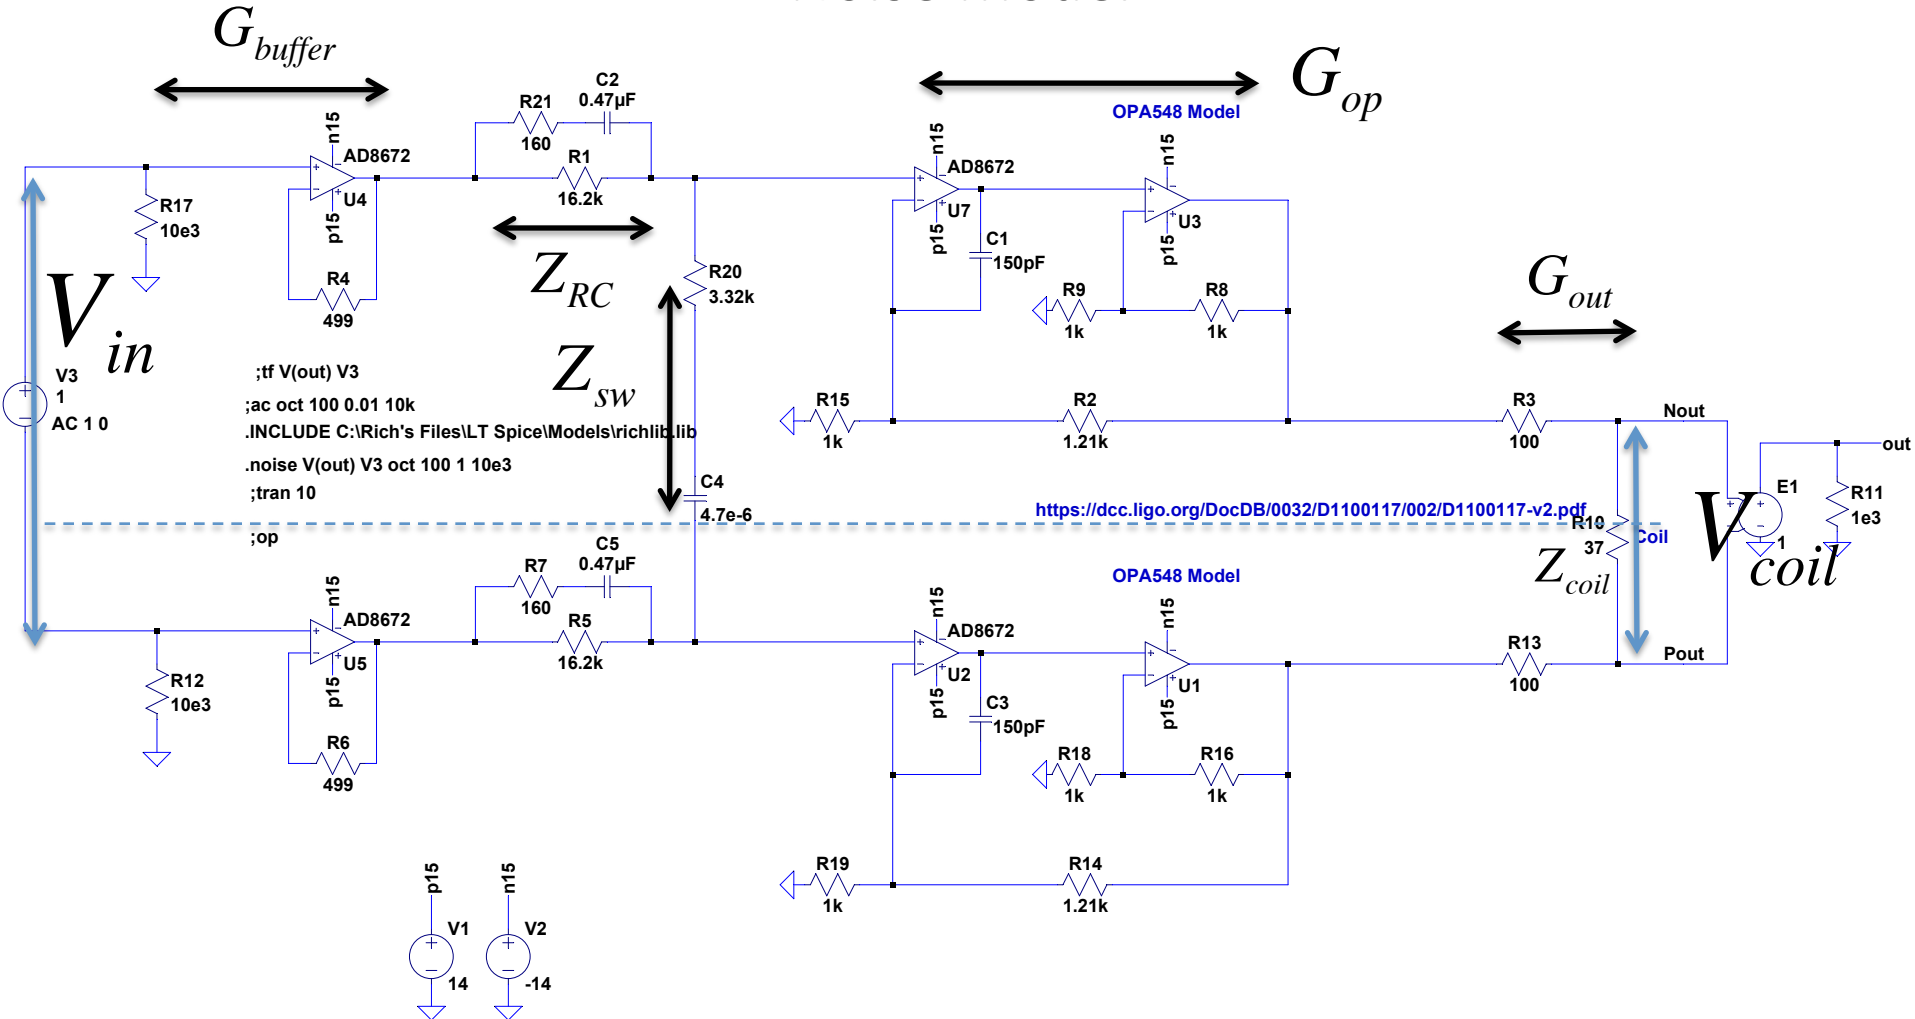 G_buffer
G_op
C2
0.47µF
R21
160
R1
16.2k
n15
AD8672
U4
p15
R17
10e3
R4
499
V_in
V3
1
AC 1 0
Z_RC
R20
3.32k
Z_sw
;tf V(out) V3
;ac oct 100 0.01 10k
.INCLUDE C:\Rich's Files\LT Spice\Models\richlib.lib
.noise V(out) V3 oct 100 1 10e3
;tran 10
;op
C4
4.7e-6
OPA548 Model
n15
AD8672
U7
p15
C1
150pF
n15
U3
p15
R9
1k
R8
1k
R15
1k
R2
1.21k
G_out
R3
100
Nout
out
E1
1
R11
1e3
https://dcc.ligo.org/DocDB/0032/D1100117/002/D1100117-v2.pdf
R10
37
Coil
Z_coil
V_coil
C5
0.47µF
R7
160
R5
16.2k
n15
AD8672
U5
p15
R12
10e3
R6
499
OPA548 Model
n15
AD8672
U2
p15
C3
150pF
n15
U1
p15
R18
1k
R16
1k
R13
100
Pout
R19
1k
R14
1.21k
p15
V1
14
n15
V2
-14